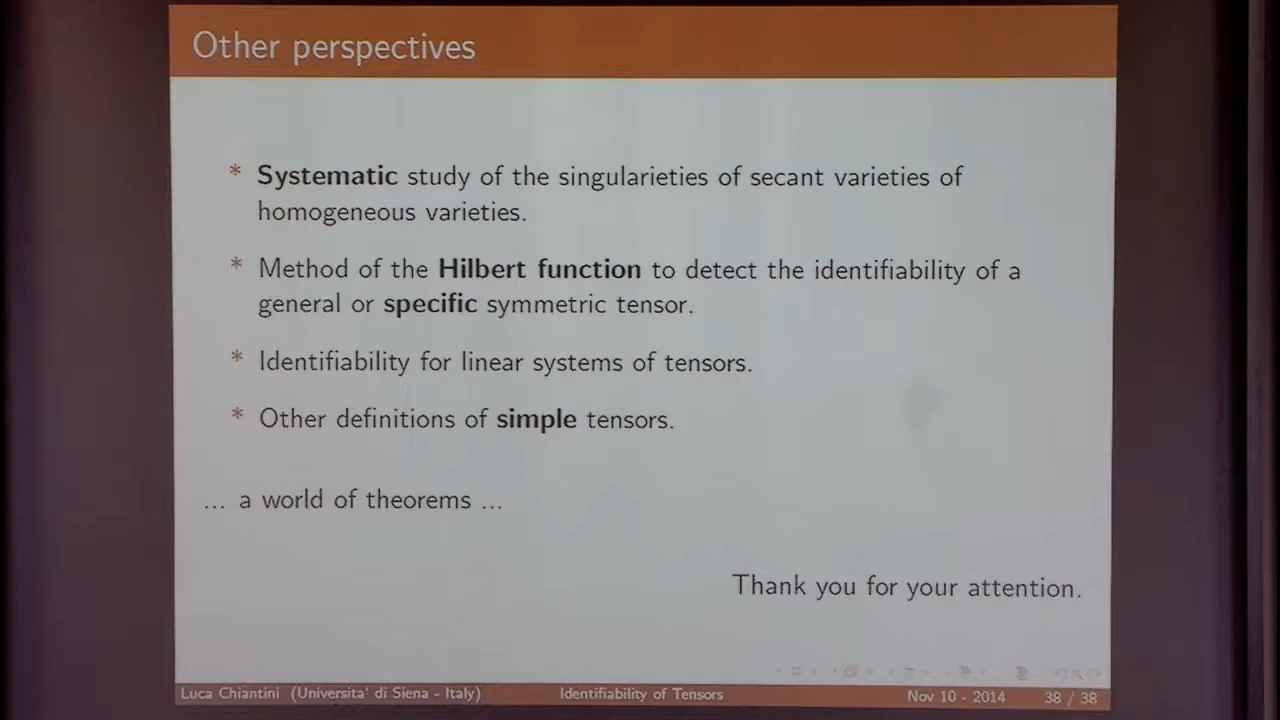 Other perspectives
* Systematic study of the singularieties of secant varieties of
homogeneous varieties.
* Method of the Hilbert function to detect the identifiability of a
general or specific symmetric tensor.
* Identifiability for linear systems of tensors.
* Other definitions of simple tensors.
... a world of theorems ...
Thank you for your attention.
Luca Chiantini (Universita' di Siena - Italy) Identifiability of Tensors Nov 10 - 2014 38 / 38